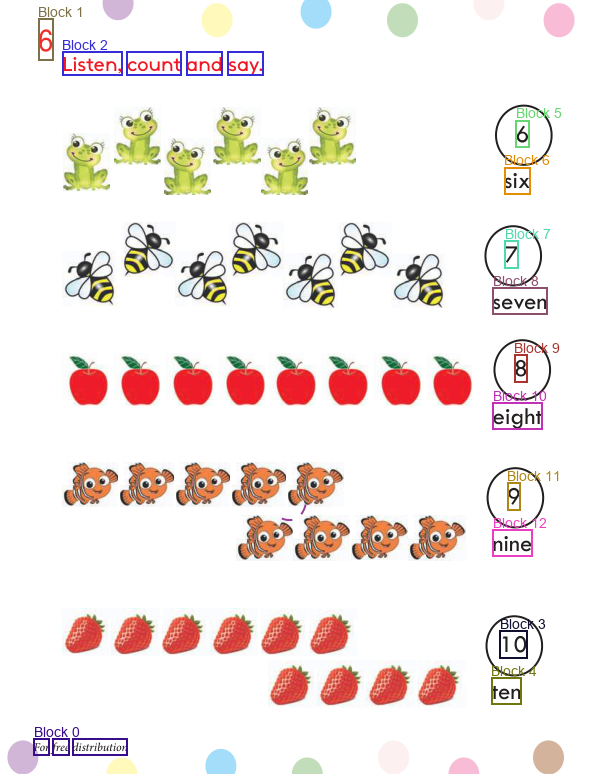 6
Listen, count and say.
6
six
7
seven
8
eight
9
nine
10
ten
For free distribution
Block 1
Block 2
Block 5
Block 6
Block 7
Block 8
Block 9
Block 10
Block 11
Block 12
Block 3
Block 4
Block 0